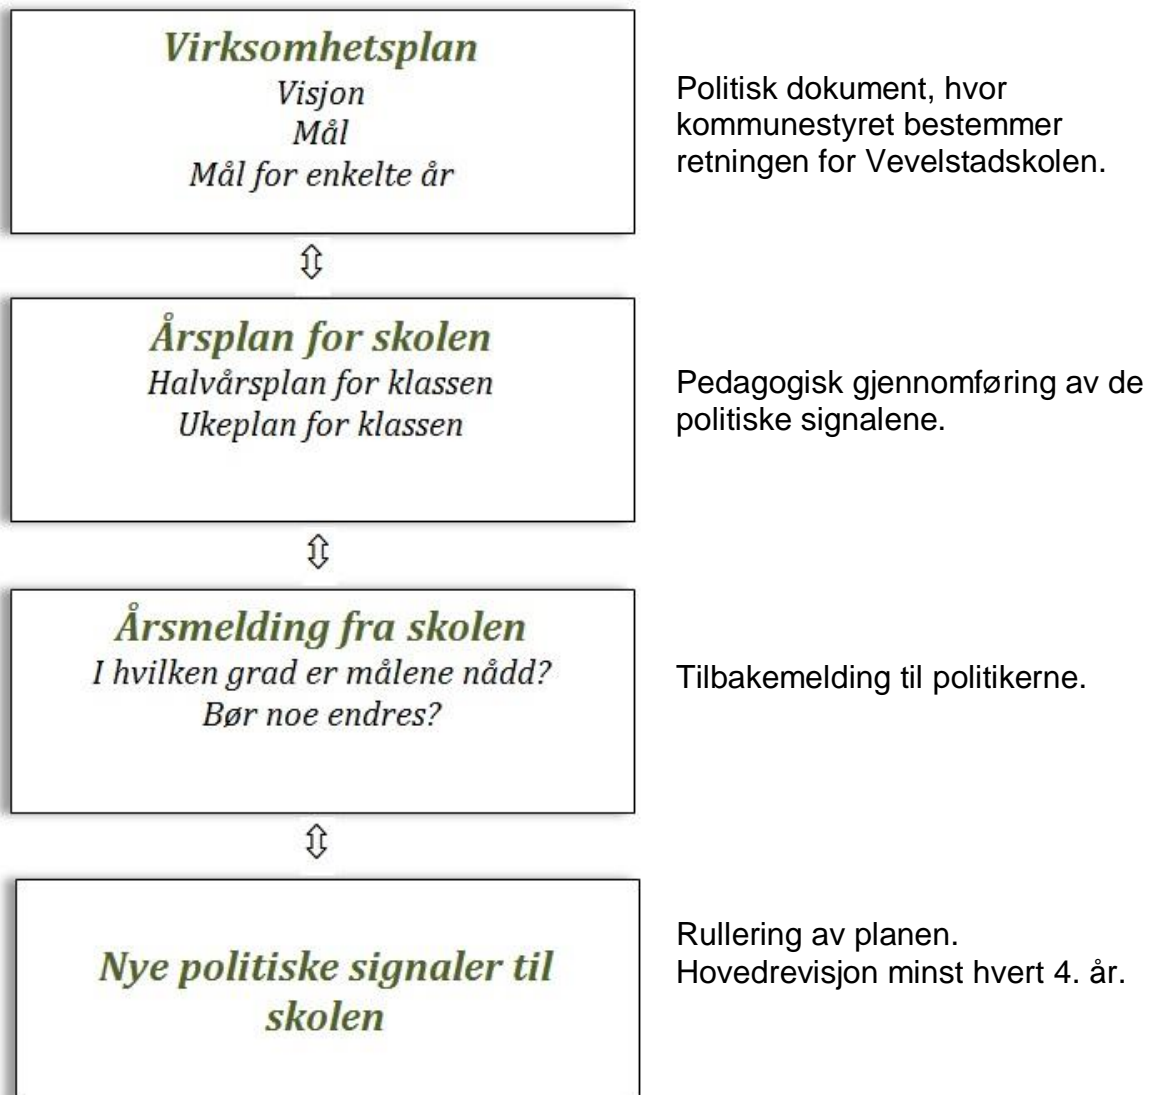 Virksomhetsplan
Visjon
Mål
Mål for enkelte år
Politisk dokument, hvor
kommunestyret bestemmer
retningen for Vevelstadskolen.
⇕
Årsplan for skolen
Halvårsplan for klassen
Ukeplan for klassen
Pedagogisk gjennomføring av de
politiske signalene.
⇕
Årsmelding fra skolen
I hvilken grad er målene nådd?
Bør noe endres?
Tilbakemelding til politikerne.
⇕
Nye politiske signaler til
skolen
Rullering av planen.
Hovedrevisjon minst hvert 4. år.